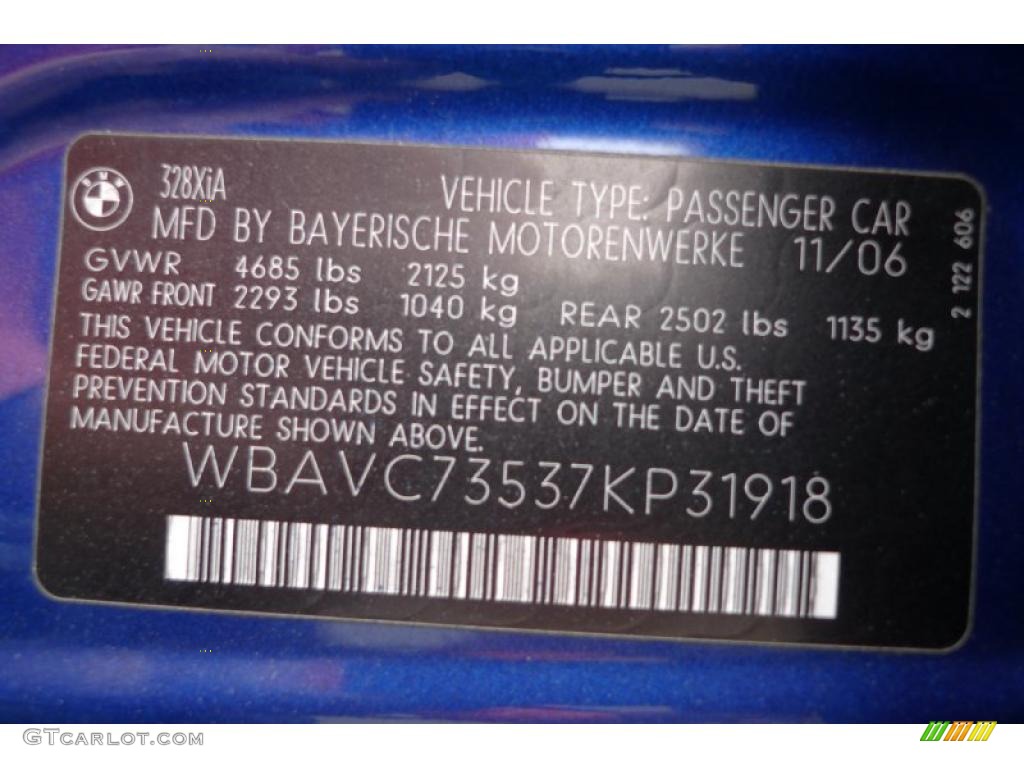 BMW
328XiA
VEHICLE TYPE: PASSENGER CAR
MFD BY BAYERISCHE MOTORENWERKE 11/06
GVWR 4685 lbs 2125 kg
GAWR FRONT 2293 lbs 1040 kg REAR 2502 lbs 1135 kg
THIS VEHICLE CONFORMS TO ALL APPLICABLE U.S.
FEDERAL MOTOR VEHICLE SAFETY, BUMPER AND THEFT
PREVENTION STANDARDS IN EFFECT ON THE DATE OF
MANUFACTURE SHOWN ABOVE.
WBAVC73537KP31918
2 122 606
GTCarlot.com